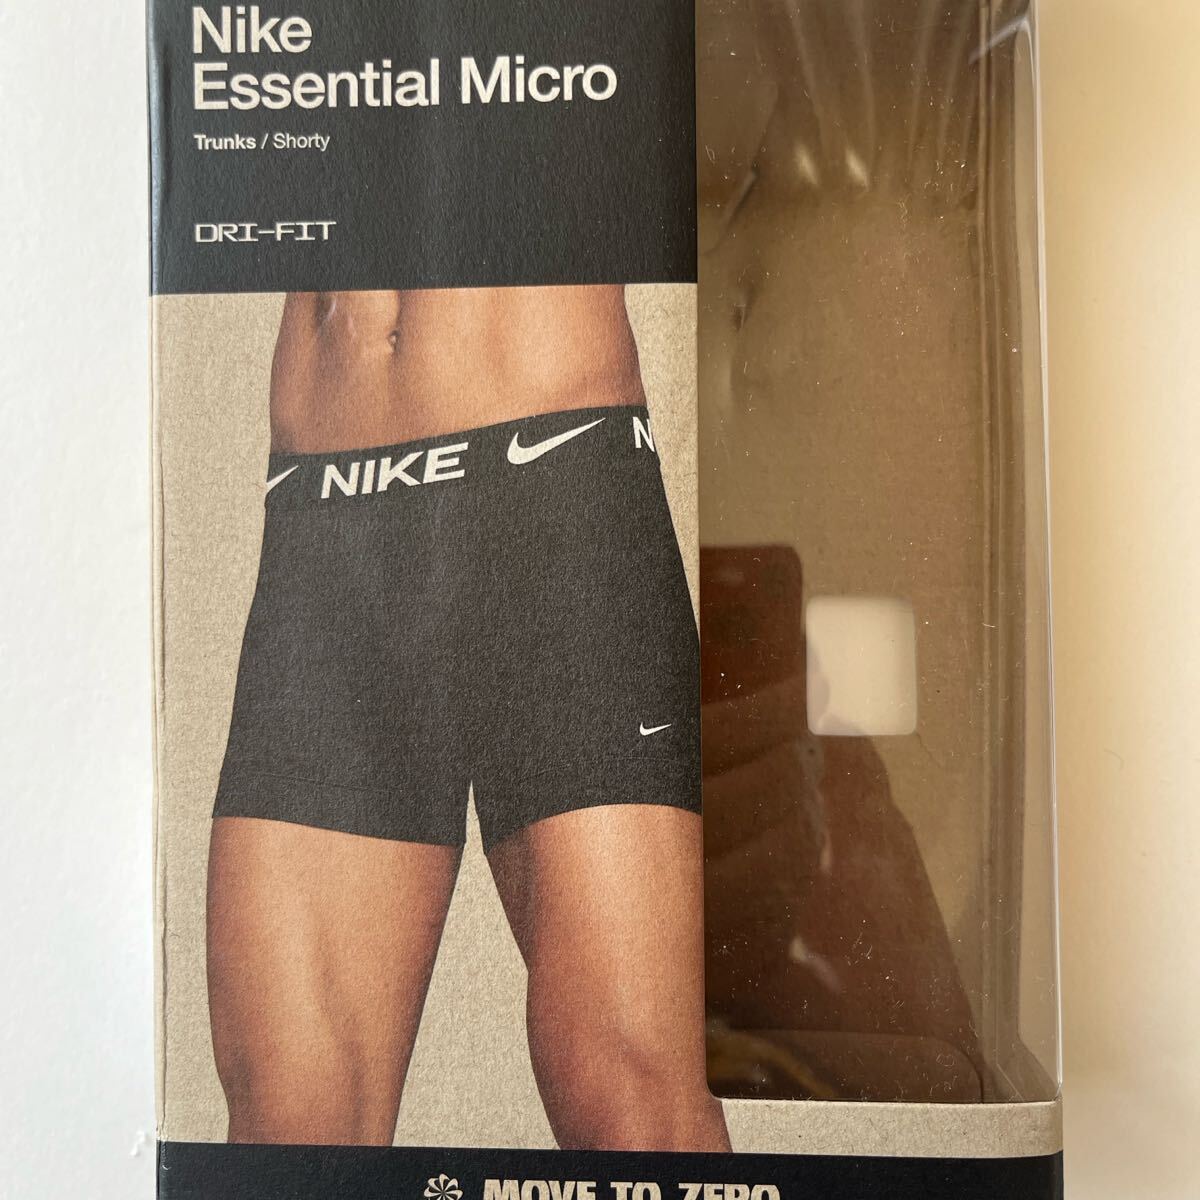 Nike
Essential Micro
Trunks / Shorty
DRI-FIT
NIKE N
MOVE TO ZERO